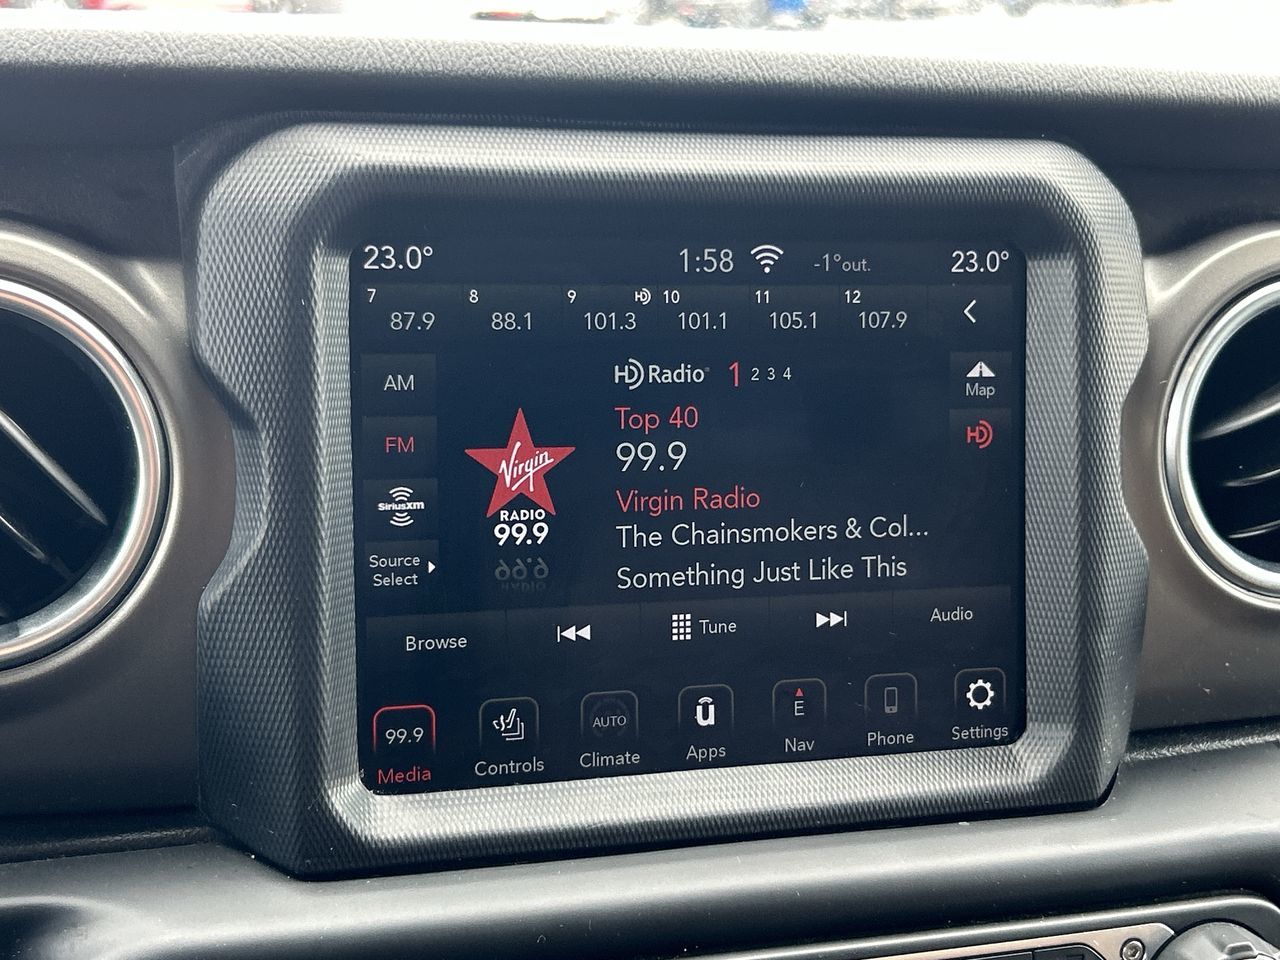 23.0° 1:58 -1°out. 23.0°
7 8 9 HD 10 11 12
87.9 88.1 101.3 101.1 105.1 107.9
AM
HD Radio 1 2 3 4
Map
Top 40
FM
99.9
HD
Virgin
RADIO
99.9
Virgin Radio
SiriusXM
The Chainsmokers & Col...
Something Just Like This
Source
Select
Browse
Tune
Audio
99.9
AUTO
E
Media
Controls
Climate
Apps
Nav
Phone
Settings